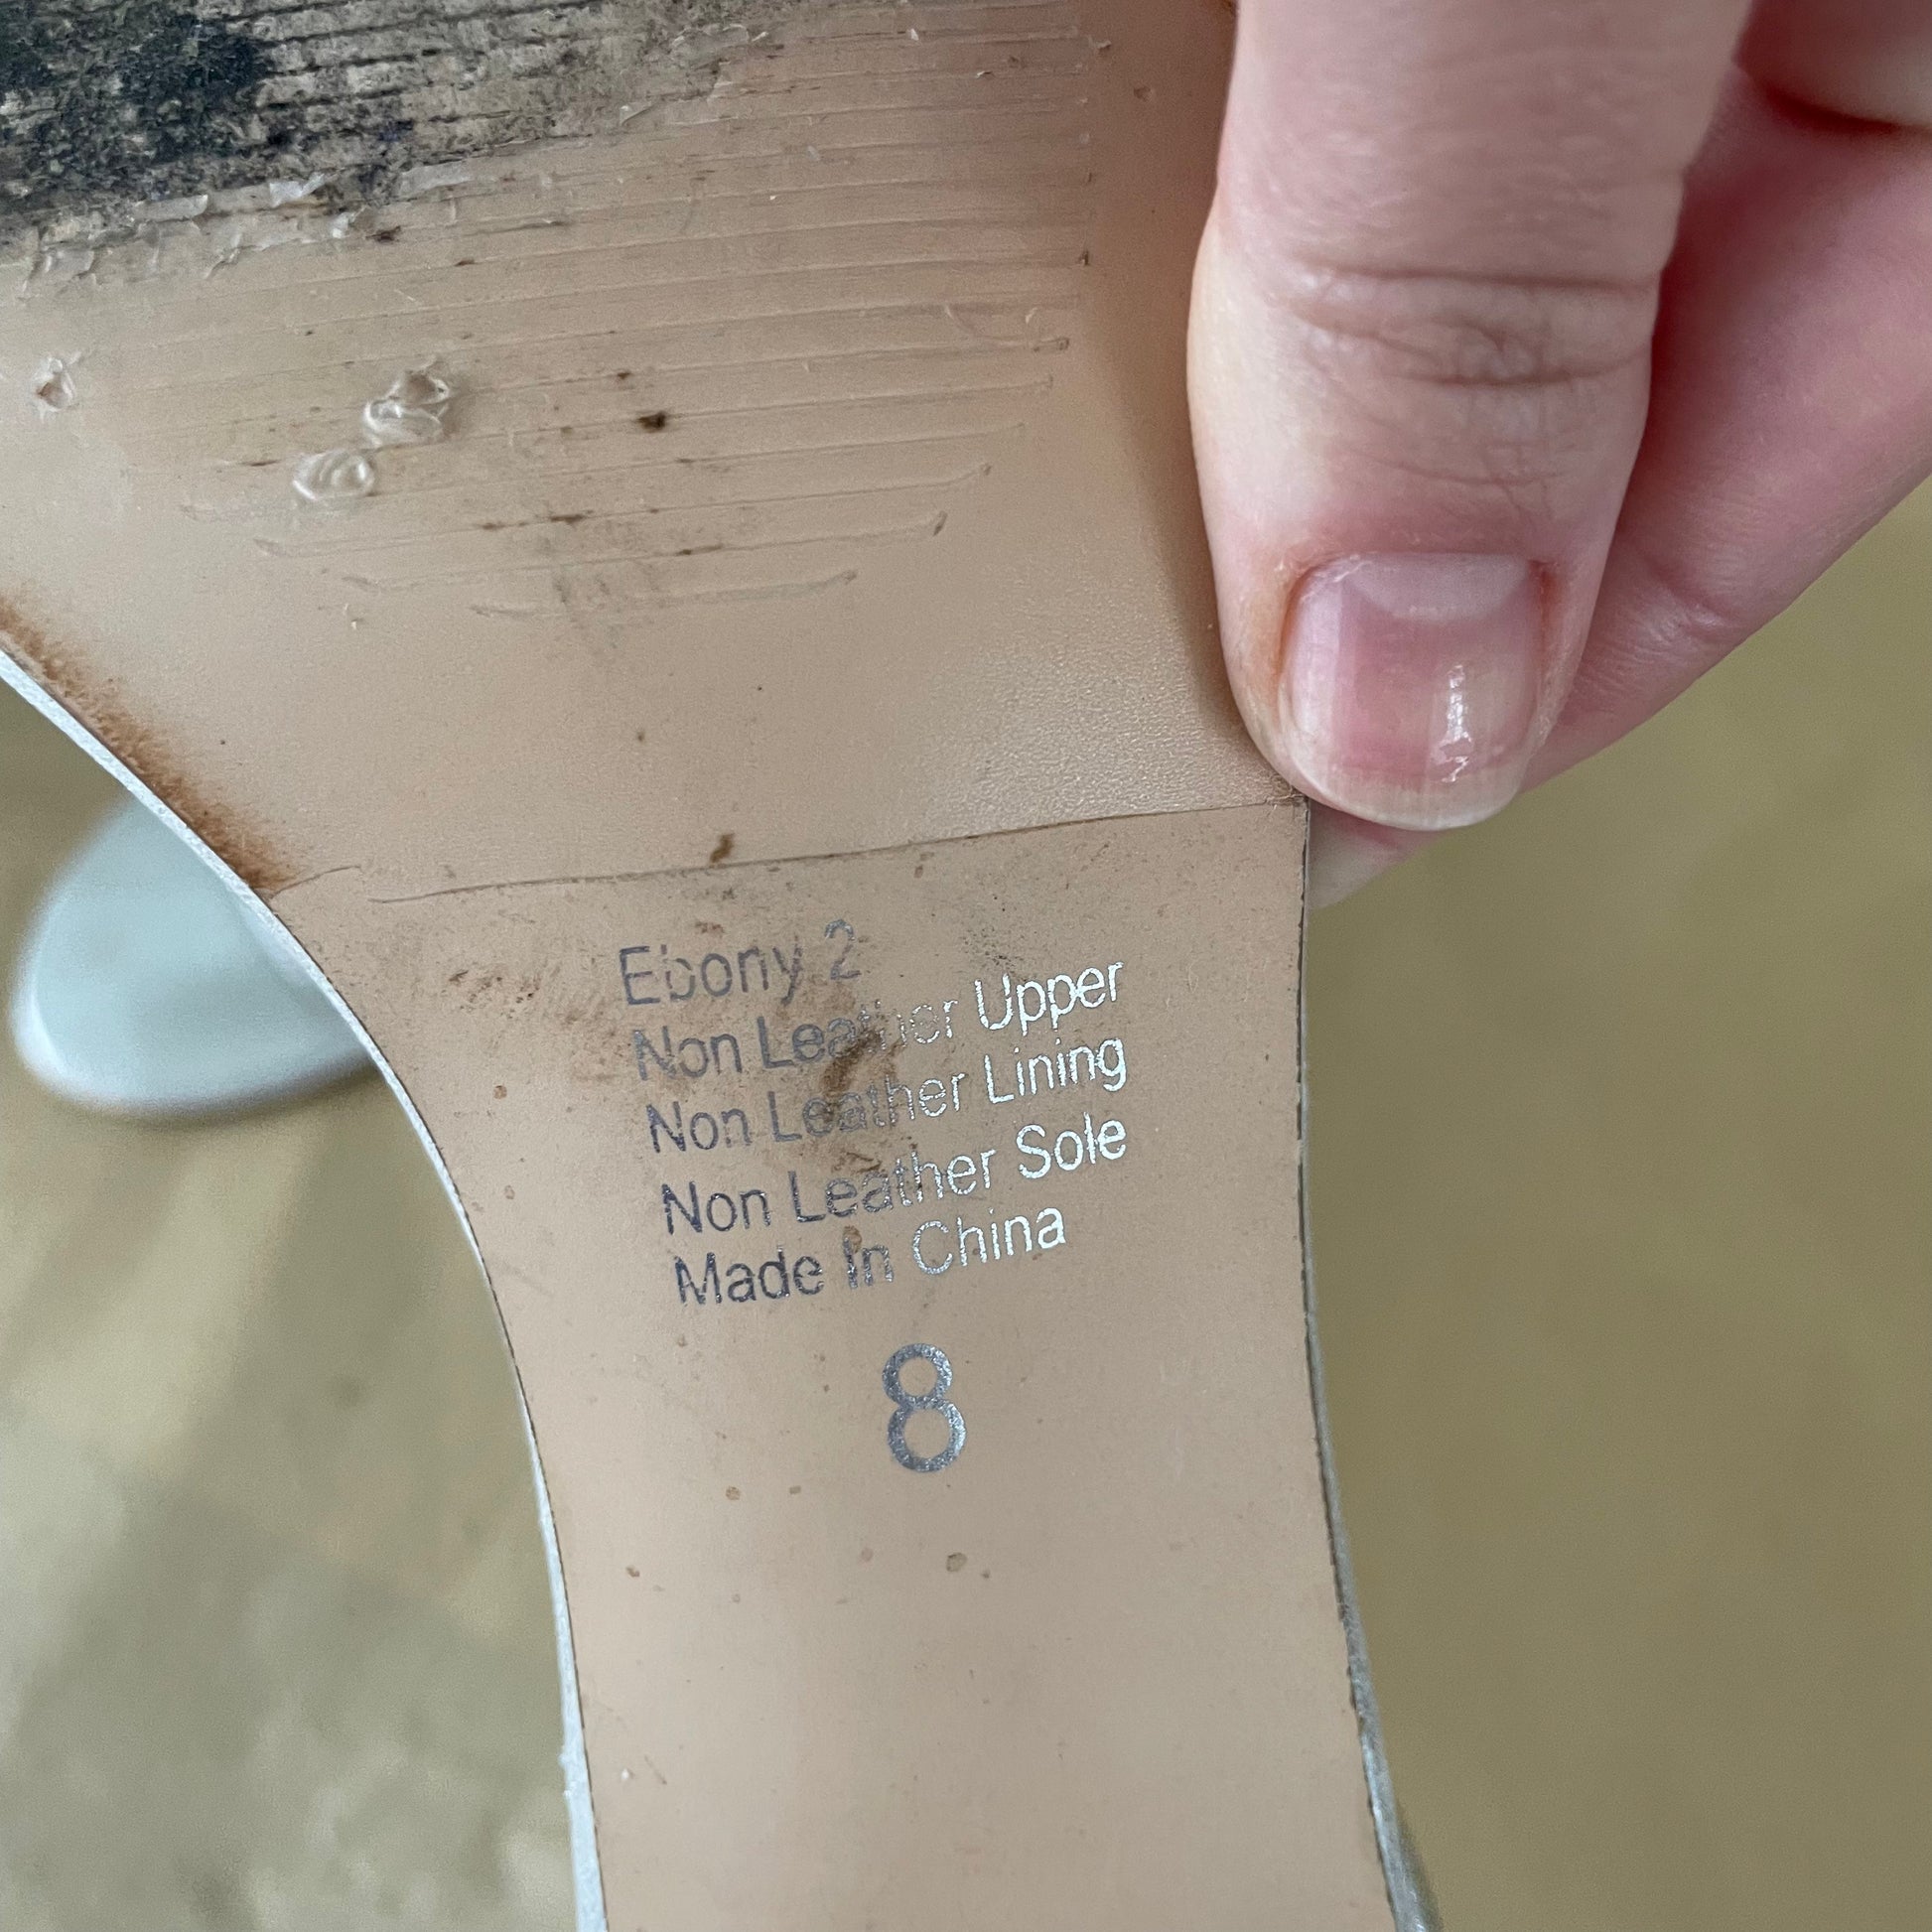 Ebony 2
Non Leather Upper
Non Leather Lining
Non Leather Sole
Made In China
8